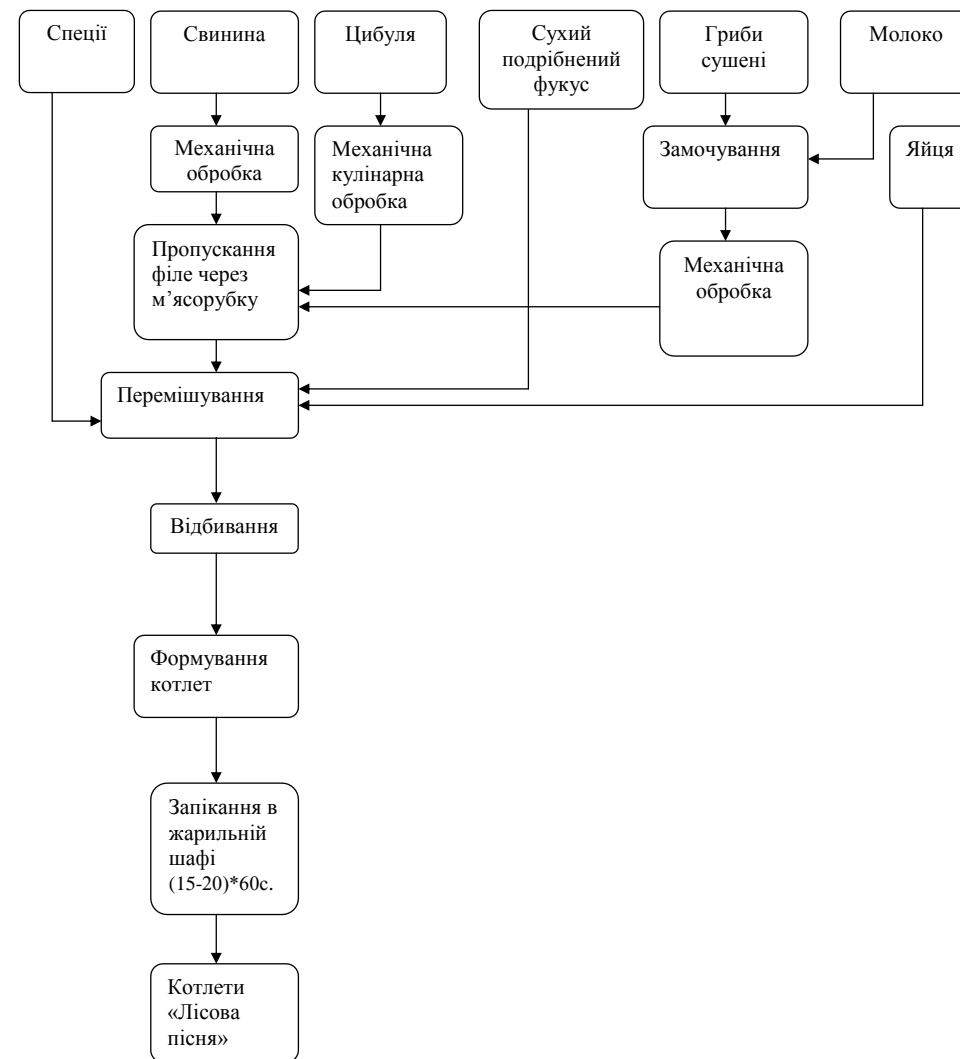 Спеції
Свинина
Цибуля
Сухий
подрібнений
фукус
Гриби
сушені
Молоко
Механічна
обробка
Механічна
кулінарна
обробка
Замочування
Яйця
Пропускання
філе через
м’ясорубку
Механічна
обробка
Перемішування
Відбивання
Формування
котлет
Запікання в
жарильній
шафі
(15-20)*60с.
Котлети
«Лісова
пісня»